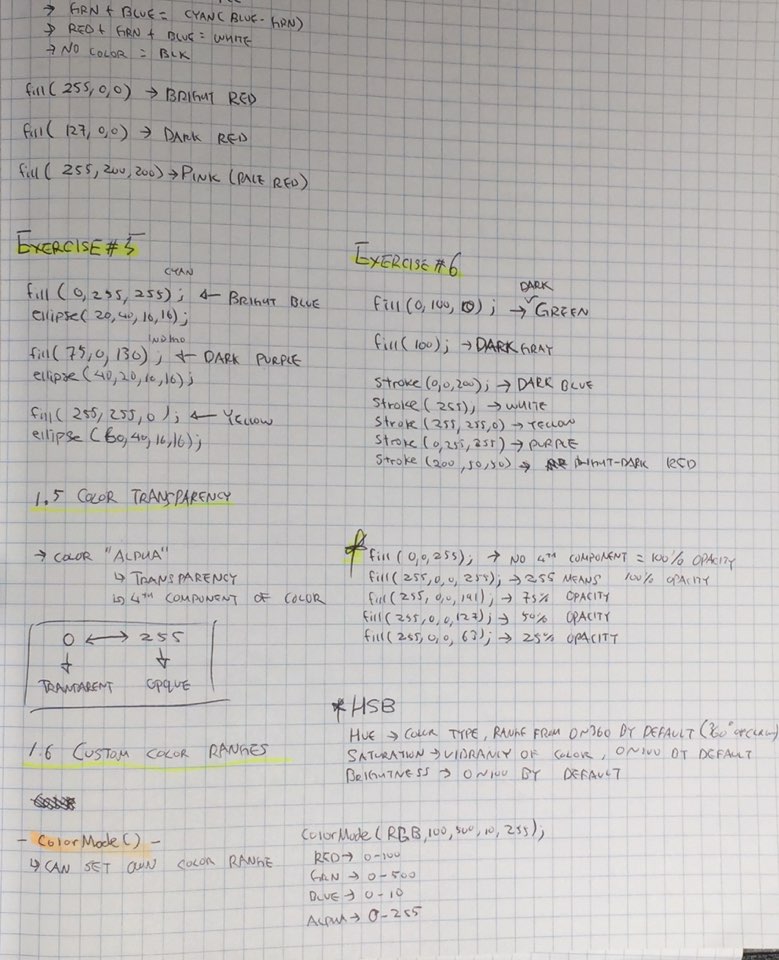 → GRN + BLUE = CYAN (BLUE-GRN)
→ RED + GRN + BLUE = WHITE
→ NO COLOR = BLK
fill(255,0,0) → BRIGHT RED
fill(127,0,0) → DARK RED
fill(255,200,200) → PINK (PALE RED)
EXERCISE #5
CYAN
fill(0,255,255); ← BRIGHT BLUE
ellipse(20,40,16,16);
INDIGO
fill(75,0,130); ← DARK PURPLE
ellipse(40,20,16,16);
fill(255,255,0); ← YELLOW
ellipse(60,40,16,16);
EXERCISE #6
DARK
fill(0,100,0); → GREEN
fill(100); → DARK GRAY
Stroke(0,0,200); → DARK BLUE
Stroke(255); → WHITE
Stroke(255,255,0) → YELLOW
Stroke(0,255,255) → PURPLE
Stroke(200,50,50) → BRIGHT-DARK RED
1.5 COLOR TRANSPARENCY
→ COLOR "ALPHA"
↳ TRANSPARENCY
↳ 4TH COMPONENT OF COLOR
0 ↔ 255
↓ ↓
TRANPARENT OPQUE
* fill(0,0,255); → NO 4TH COMPONENT = 100% OPACITY
fill(255,0,0,255); → 255 MEANS 100% OPACITY
fill(255,0,0,191); → 75% OPACITY
fill(255,0,0,127); → 50% OPACITY
fill(255,0,0,63); → 25% OPACITY
1.6 CUSTOM COLOR RANGES
- ColorMode() -
↳ CAN SET OWN COLOR RANGE
* HSB
HUE → COLOR TYPE, RANGE FROM 0~360 BY DEFAULT (360°
SATURATION → VIBRANCY OF COLOR, 0~100 BY DEFAULT
BRIGHTNESS → 0~100 BY DEFAULT
ColorMode(RGB,100,500,10,255);
RED → 0-100
GRN → 0-500
BLUE → 0-10
ALPHA → 0-255